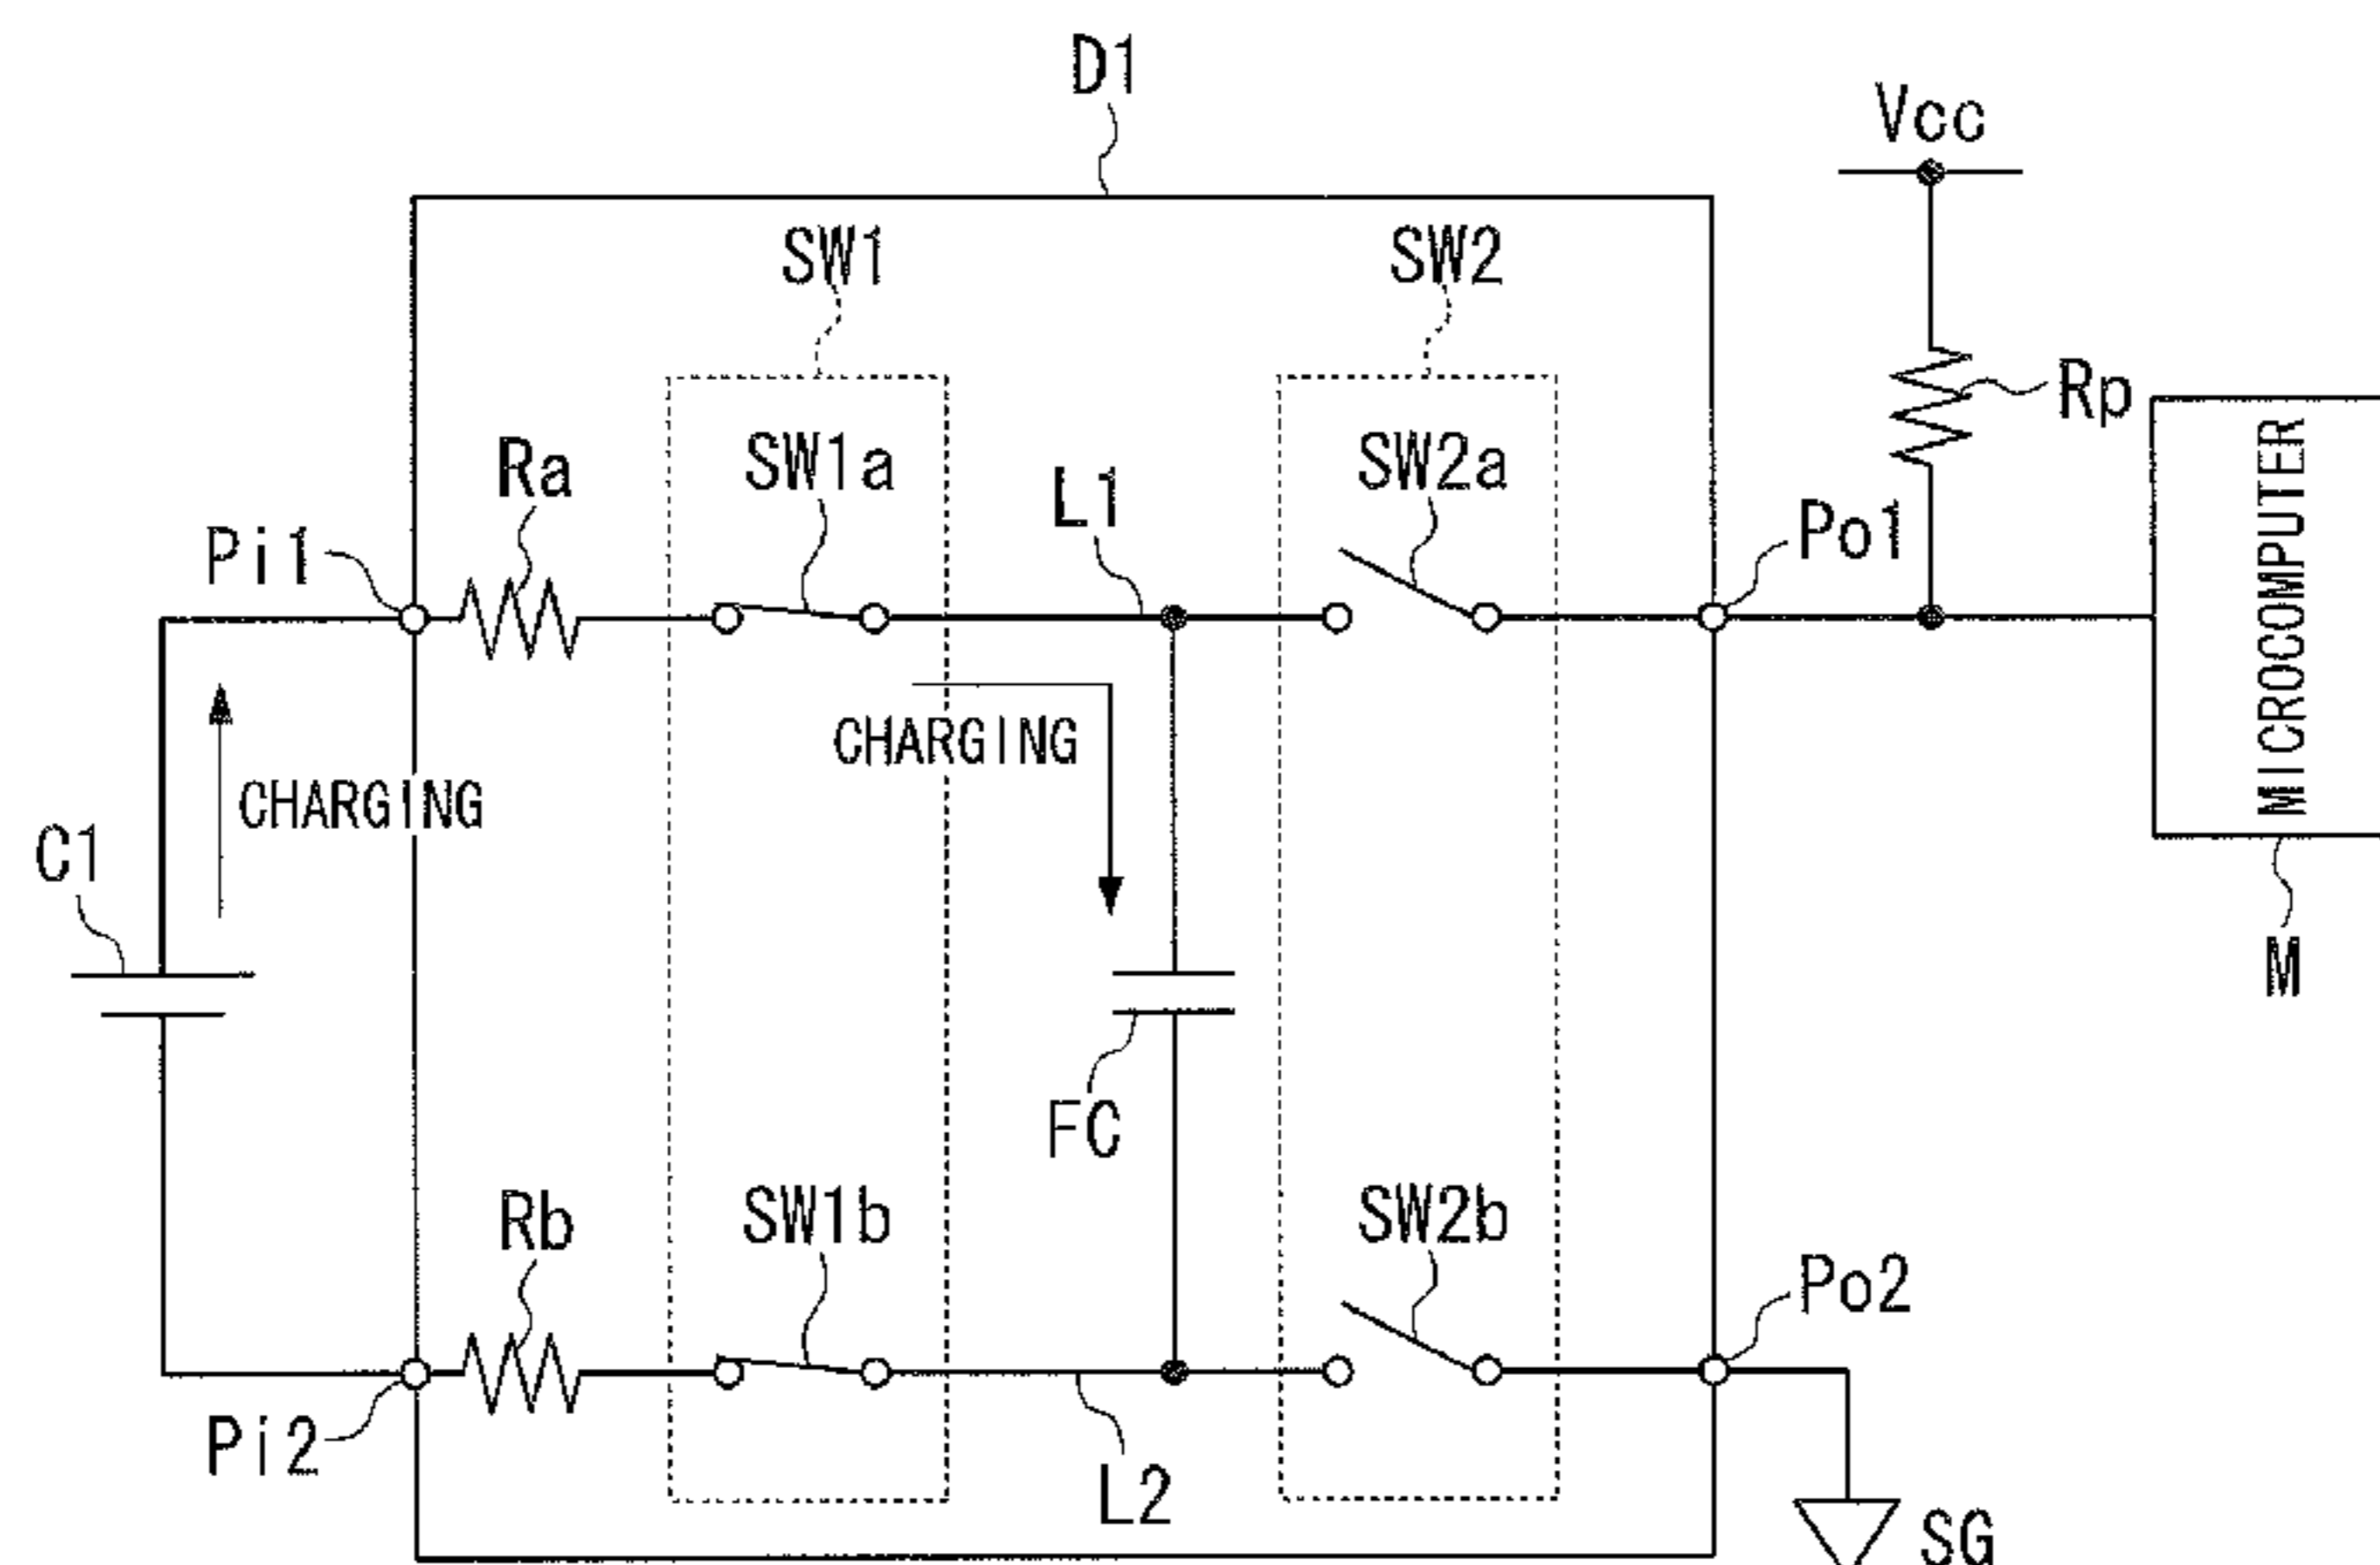 D1
Vcc
SW1
SW2
Rp
Ra
SW1a
L1
SW2a
Pi1
Po1
MICROCOMPUTER
CHARGING
CHARGING
C1
M
FC
Rb
SW1b
SW2b
Po2
Pi2
L2
SG